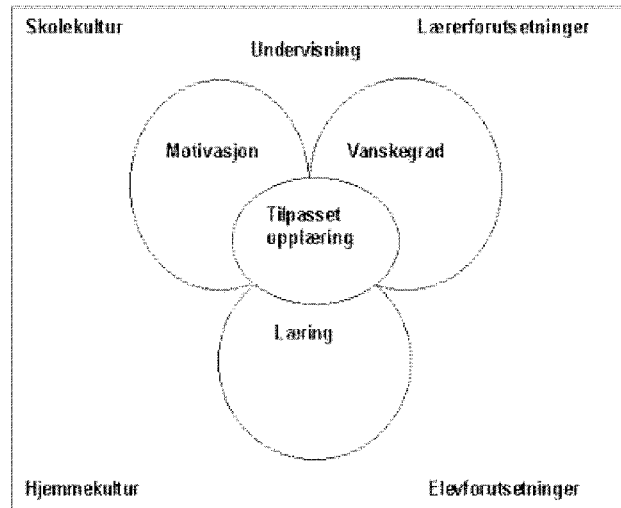 Skolekultur
Lærerforutsetninger
Undervisning
Motivasjon
Vanskegrad
Tilpasset
opplæring
Læring
Hjemmekultur
Elevforutsetninger